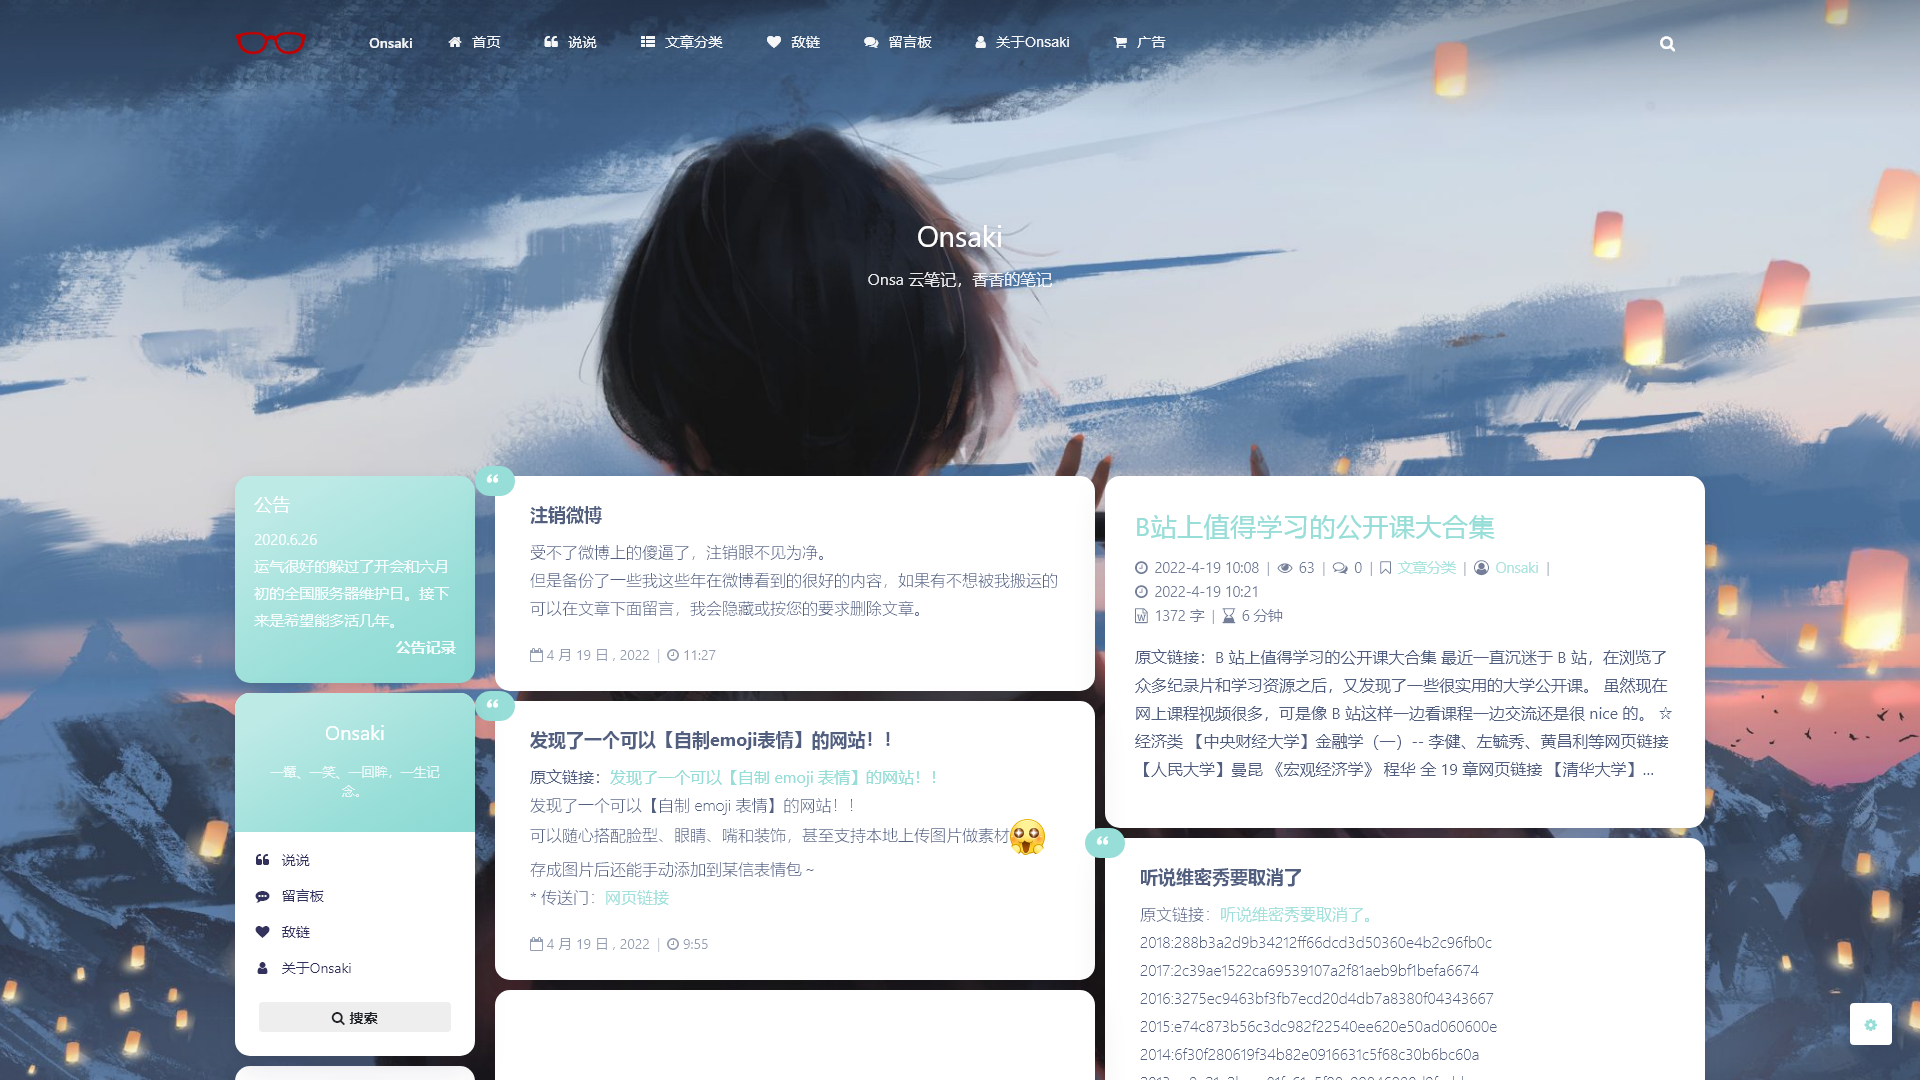 Onsaki 首页 说说 文章分类 敌链 留言板 关于Onsaki 广告
Onsaki
Onsa 云笔记，香香的笔记
公告
2020.6.26
运气很好的躲过了开会和六月
初的全国服务器维护日。接下
来是希望能多活几年。
公告记录
Onsaki
一颦、一笑、一回眸，一生记
念。
说说
留言板
敌链
关于Onsaki
搜索
注销微博
受不了微博上的傻逼了，注销眼不见为净。
但是备份了一些我这些年在微博看到的很好的内容，如果有不想被我搬运的
可以在文章下面留言，我会隐藏或按您的要求删除文章。
4 月 19 日 , 2022 | 11:27
发现了一个可以【自制emoji表情】的网站！！
原文链接：发现了一个可以【自制 emoji 表情】的网站！！
发现了一个可以【自制 emoji 表情】的网站！！
可以随心搭配脸型、眼睛、嘴和装饰，甚至支持本地上传图片做素材
存成图片后还能手动添加到某信表情包 ~
* 传送门：网页链接
4 月 19 日 , 2022 | 9:55
B站上值得学习的公开课大合集
2022-4-19 10:08 | 63 | 0 | 文章分类 | Onsaki |
2022-4-19 10:21
1372 字 | 6 分钟
原文链接：B 站上值得学习的公开课大合集 最近一直沉迷于 B 站，在浏览了
众多纪录片和学习资源之后，又发现了一些很实用的大学公开课。 虽然现在
网上课程视频很多，可是像 B 站这样一边看课程一边交流还是很 nice 的。 ☆
经济类 【中央财经大学】金融学（一）-- 李健、左毓秀、黄昌利等网页链接
【人民大学】曼昆 《宏观经济学》 程华 全 19 章网页链接 【清华大学】...
听说维密秀要取消了
原文链接：听说维密秀要取消了。
2018:288b3a2d9b34212ff66dcd3d50360e4b2c96fb0c
2017:2c39ae1522ca69539107a2f81aeb9bf1befa6674
2016:3275ec9463bf3fb7ecd20d4db7a8380f04343667
2015:e74c873b56c3dc982f22540ee620e50ad060600e
2014:6f30f280619f34b82e0916631c5f68c30b6bc60a